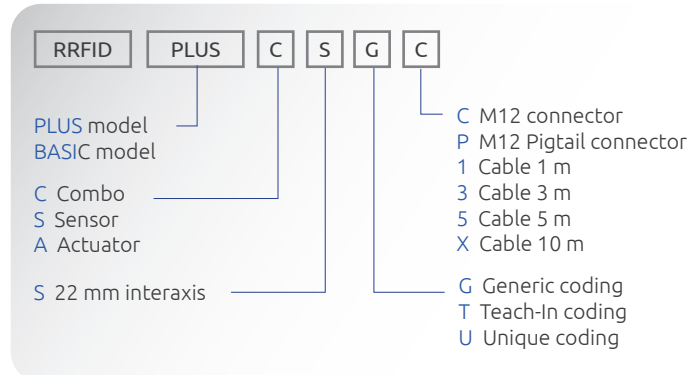 RRFID PLUS C S G C
PLUS model
BASIC model
C Combo
S Sensor
A Actuator
S 22 mm interaxis
C M12 connector
P M12 Pigtail connector
1 Cable 1 m
3 Cable 3 m
5 Cable 5 m
X Cable 10 m
G Generic coding
T Teach-In coding
U Unique coding